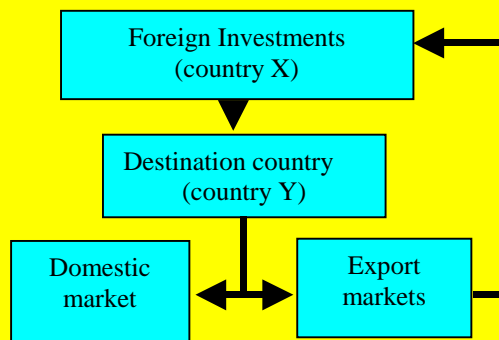 Foreign Investments
(country X)
Destination country
(country Y)
Domestic
market
Export
markets